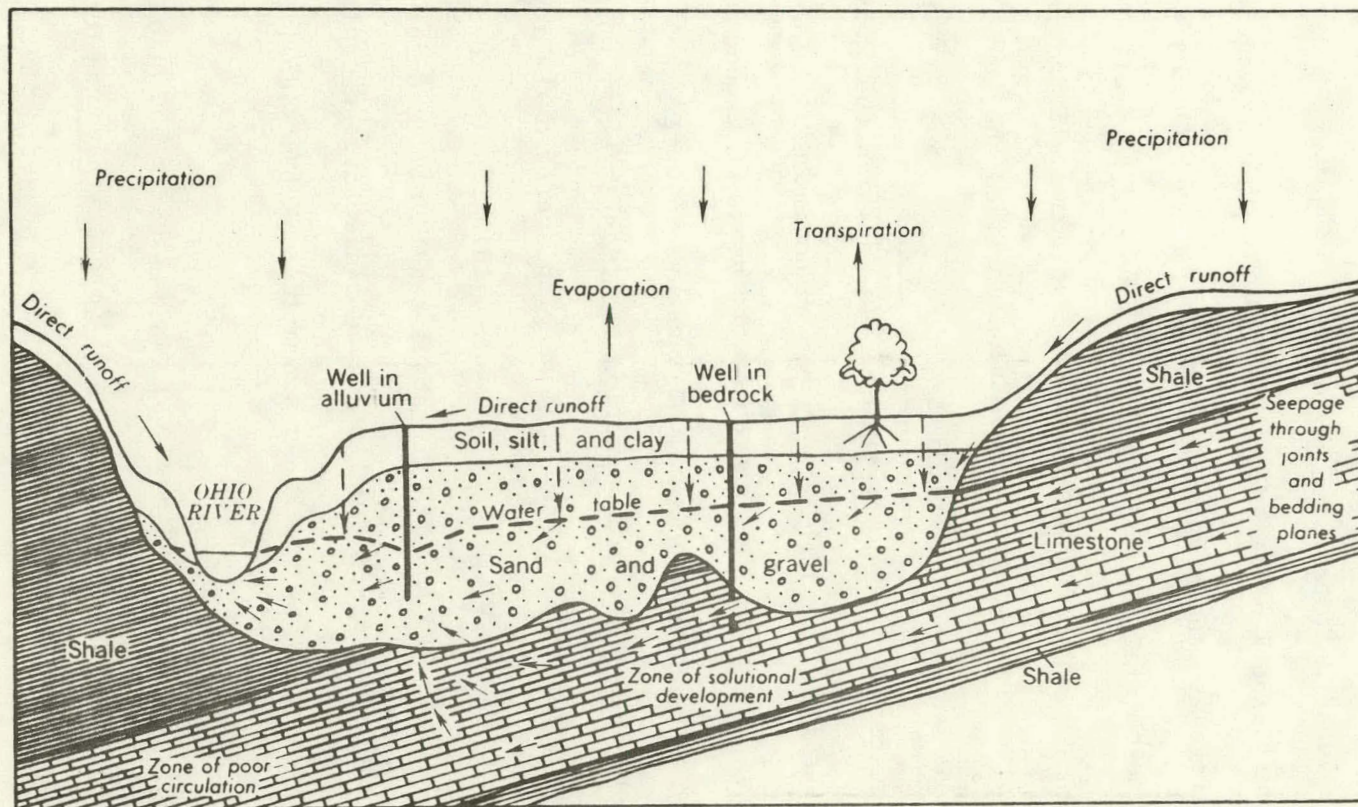 Precipitation
Precipitation
Transpiration
Evaporation
Direct runoff
Direct runoff
Well in
alluvium
Well in
bedrock
Direct runoff
Shale
Soil, silt, and clay
Seepage
through
joints
and
bedding
planes
OHIO
RIVER
Water table
Limestone
Sand and gravel
Shale
Zone of solutional
development
Shale
Zone of poor
circulation